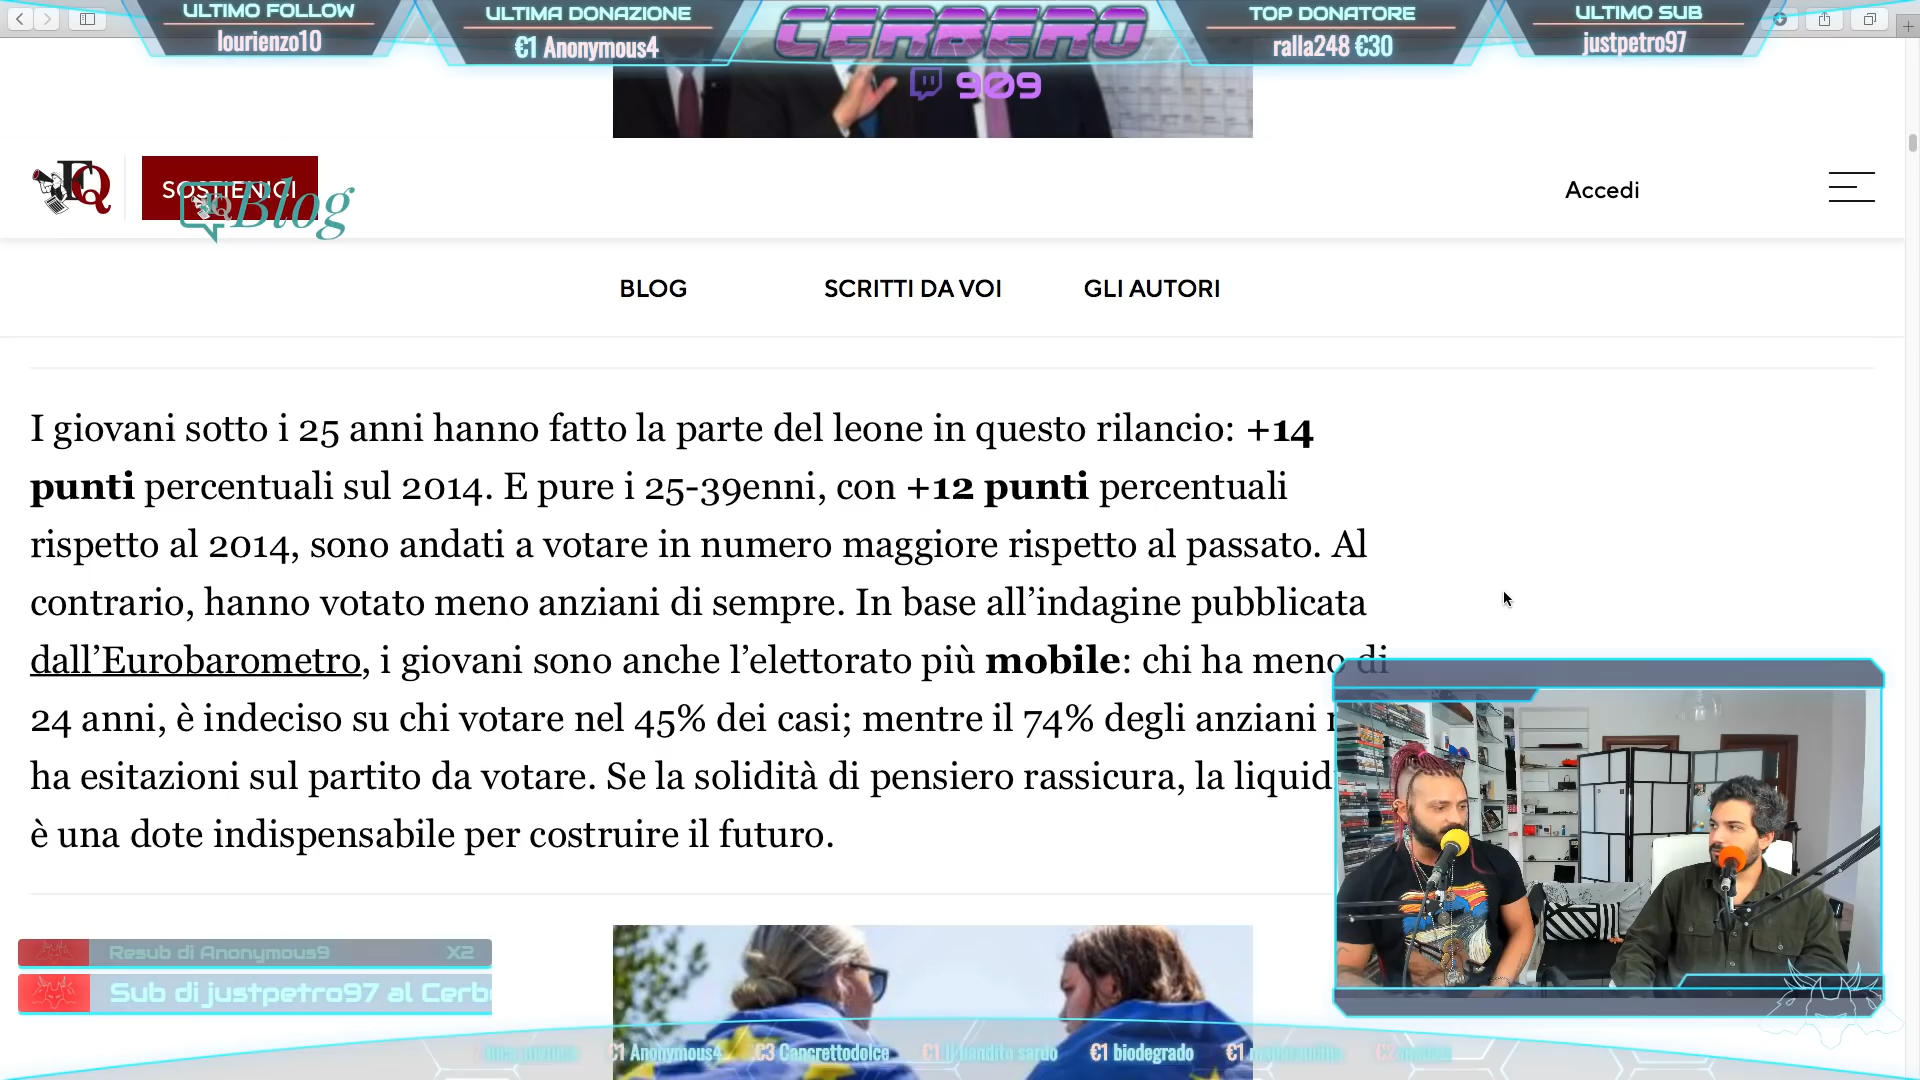 ULTIMO FOLLOW
lourienzo10
ULTIMA DONAZIONE
€1 Anonymous4
CERBERO
909
TOP DONATORE
ralla248 €30
ULTIMO SUB
justpetro97
FQ
SOSTIENICI
Blog
Accedi
BLOG
SCRITTI DA VOI
GLI AUTORI
I giovani sotto i 25 anni hanno fatto la parte del leone in questo rilancio: +14
punti percentuali sul 2014. E pure i 25-39enni, con +12 punti percentuali
rispetto al 2014, sono andati a votare in numero maggiore rispetto al passato. Al
contrario, hanno votato meno anziani di sempre. In base all’indagine pubblicata
dall’Eurobarometro, i giovani sono anche l’elettorato più mobile: chi ha meno di
24 anni, è indeciso su chi votare nel 45% dei casi; mentre il 74% degli anziani
ha esitazioni sul partito da votare. Se la solidità di pensiero rassicura, la liquidi
è una dote indispensabile per costruire il futuro.
Resub di Anonymous9 X2
Sub di justpetro97 al Cerb
€1 Anonymous4 €3 Cancrettodolce €1 Il bandito sardo €1 biodegrado €1